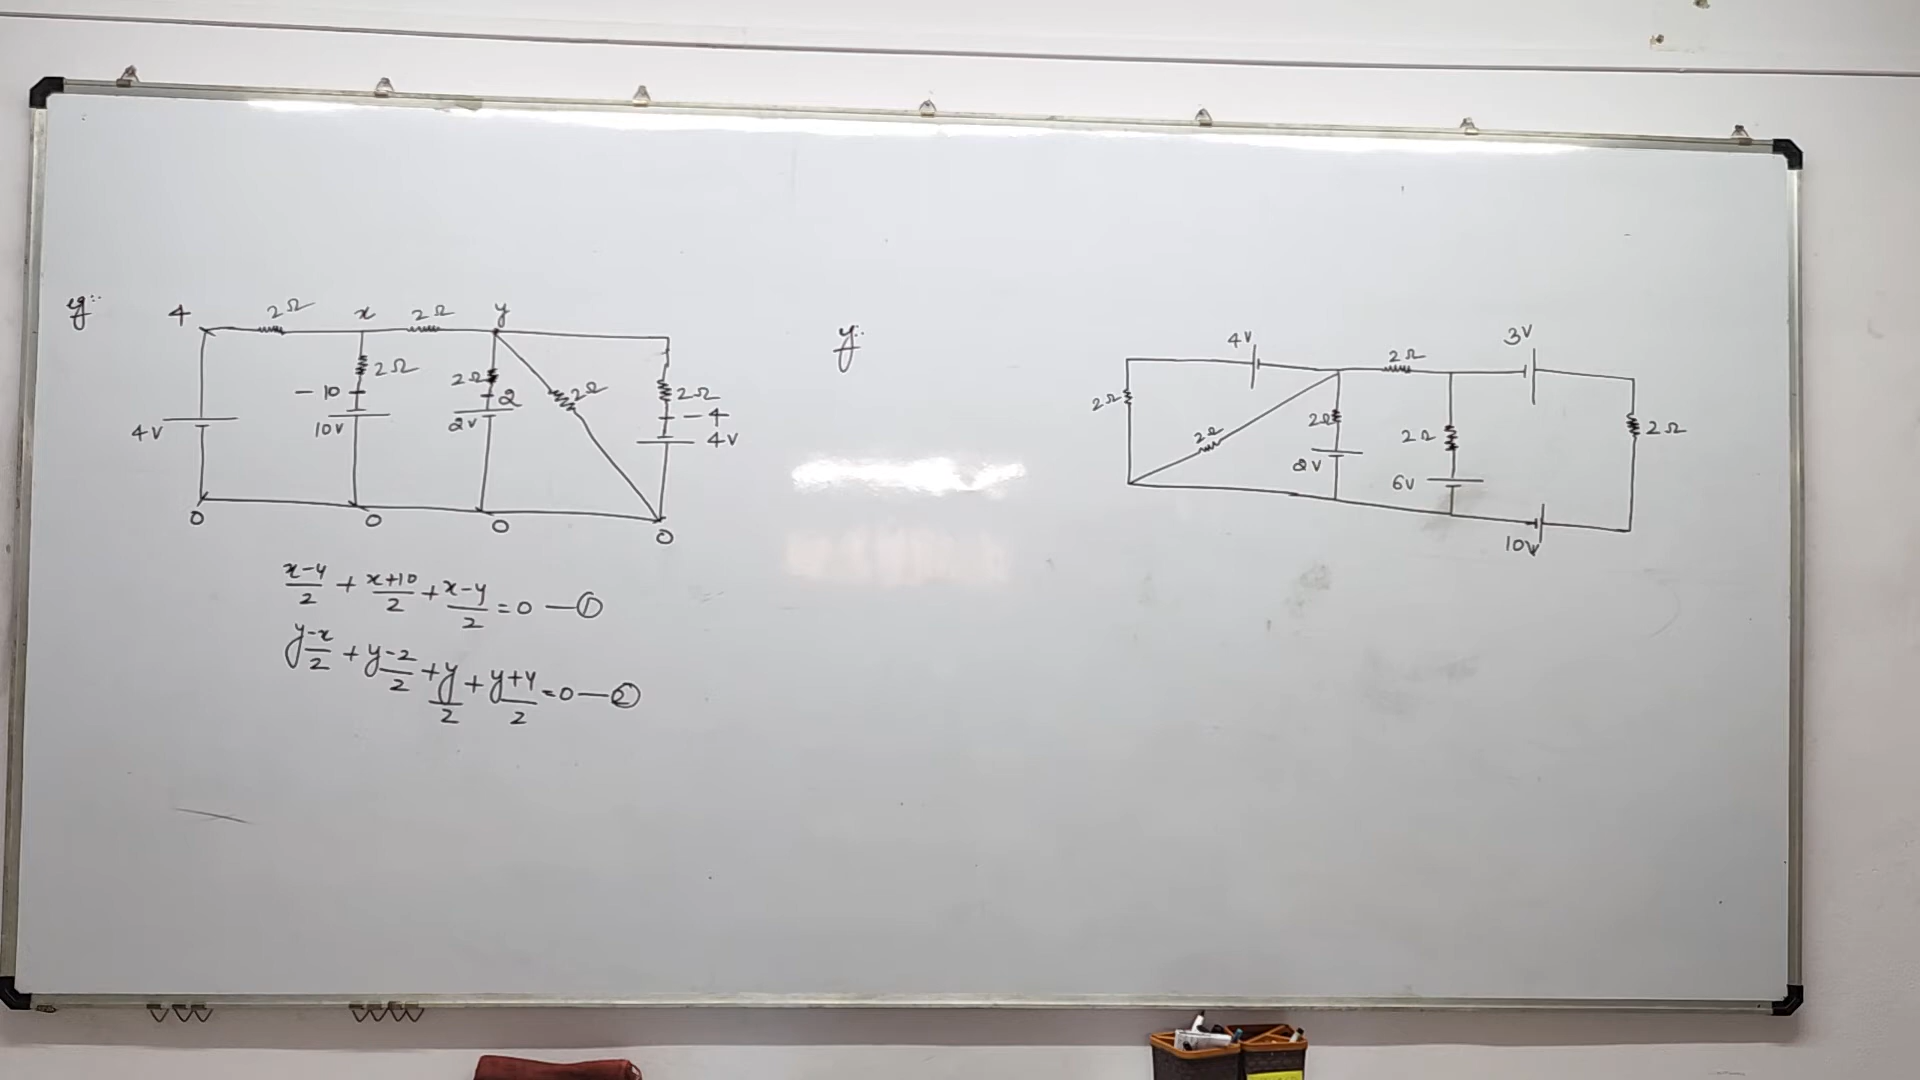 eg:-
4 2Ω x 2Ω y
2Ω 2Ω 2Ω 2Ω
-10 2 -4
4V 10V 2V 4V
0 0 0 0
x-4/2 + x+10/2 + x-y/2 = 0 — ①
y-x/2 + y-2/2 + y/2 + y+4/2 = 0 — ②
4V 2Ω 3V
2Ω 2Ω 2Ω 2Ω 2Ω
2V 6V
10V